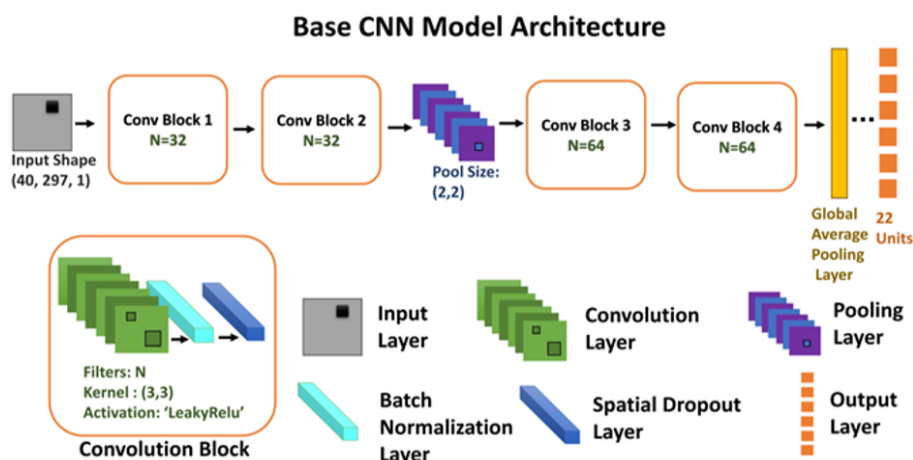 Base CNN Model Architecture
Input Shape
(40, 297, 1)
Conv Block 1
N=32
Conv Block 2
N=32
Pool Size:
(2,2)
Conv Block 3
N=64
Conv Block 4
N=64
Global
Average
Pooling
Layer
22
Units
Filters: N
Kernel : (3,3)
Activation: ‘LeakyRelu’
Convolution Block
Input
Layer
Convolution
Layer
Pooling
Layer
Batch
Normalization
Layer
Spatial Dropout
Layer
Output
Layer